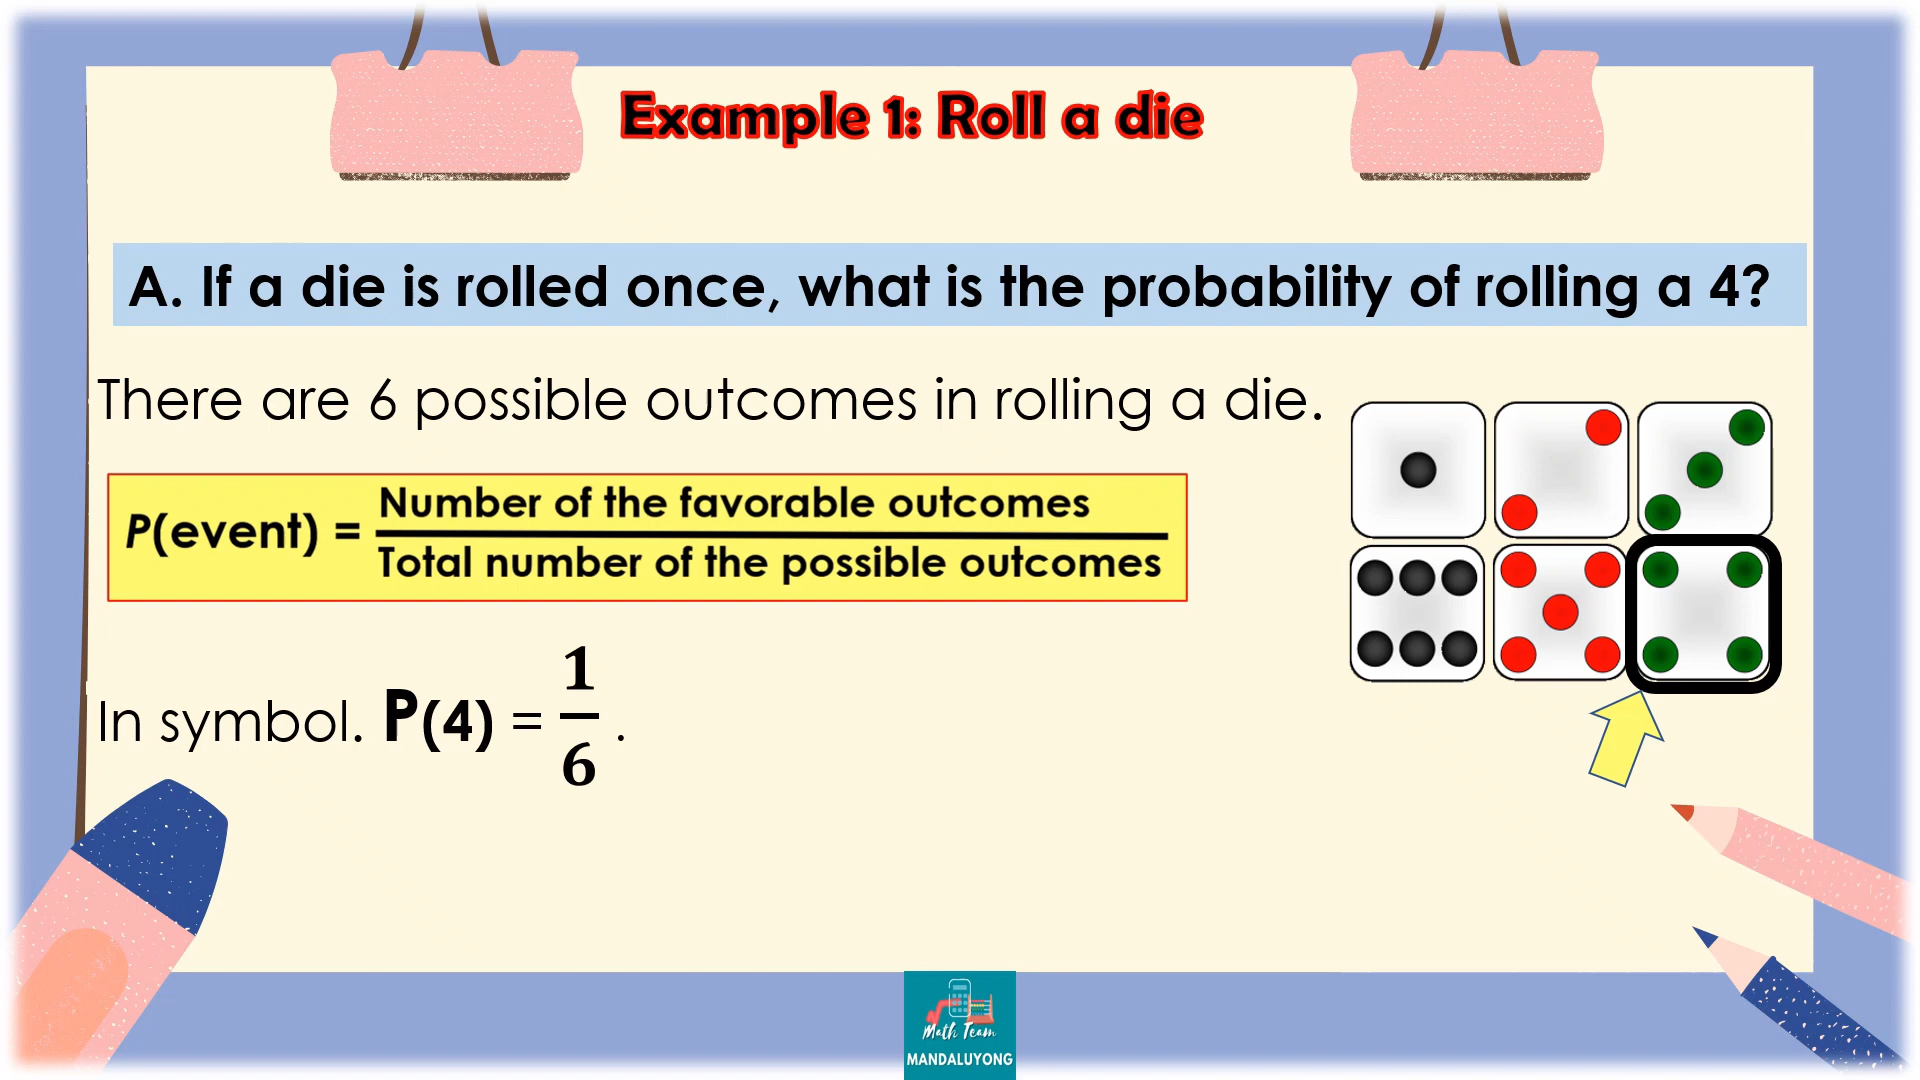 Example 1: Roll a die
A. If a die is rolled once, what is the probability of rolling a 4?
There are 6 possible outcomes in rolling a die.
P(event) = Number of the favorable outcomes / Total number of the possible outcomes
In symbol. P(4) = 1/6 .
Math Team
MANDALUYONG